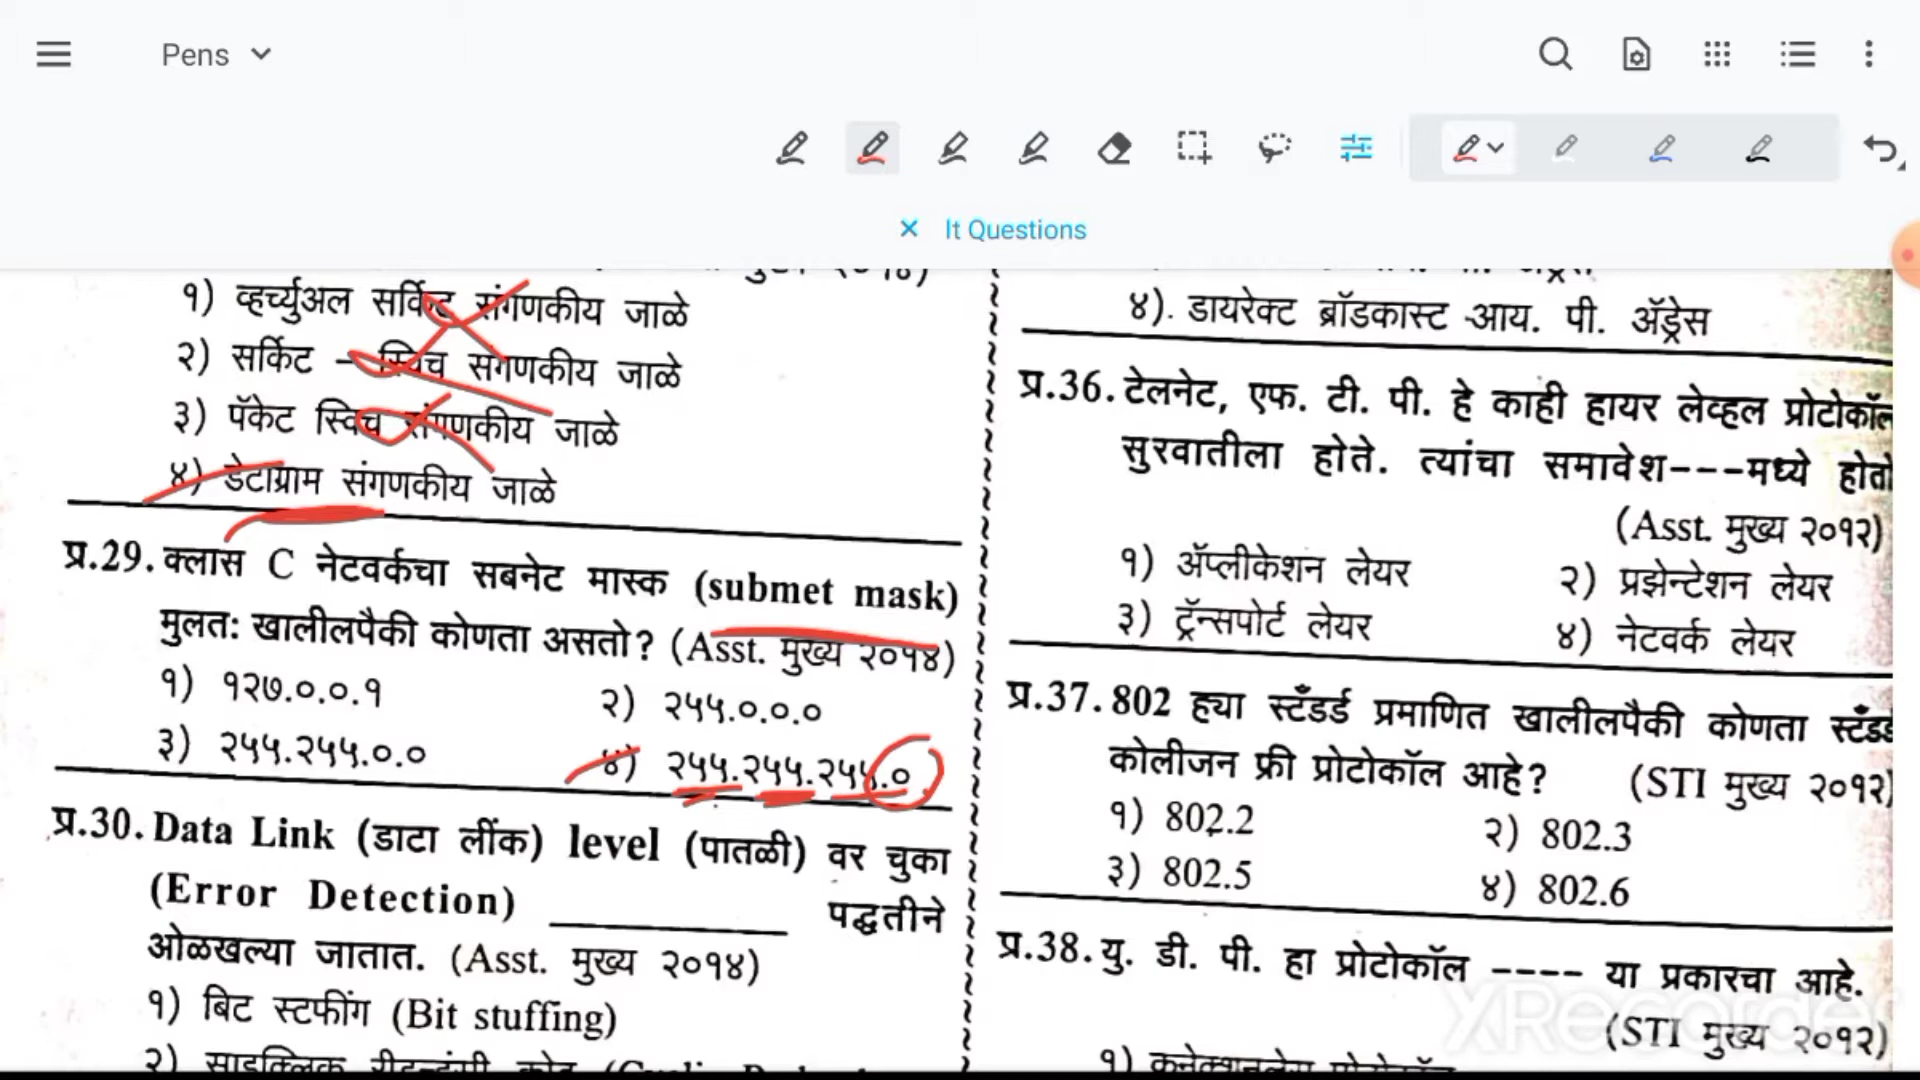 Pens
It Questions
१) व्हर्च्युअल सर्किट संगणकीय जाळे
२) सर्किट – स्विच संगणकीय जाळे
३) पॅकेट स्विच संगणकीय जाळे
४) डेटाग्राम संगणकीय जाळे
प्र.29. क्लास C नेटवर्कचा सबनेट मास्क (submet mask)
मुलत: खालीलपैकी कोणता असतो? (Asst. मुख्य २०१४)
१) १२७.०.०.१
२) २५५.०.०.०
३) २५५.२५५.०.०
४) २५५.२५५.२५५.०
प्र.30. Data Link (डाटा लींक) level (पातळी) वर चुका
(Error Detection) ________ पद्धतीने
ओळखल्या जातात. (Asst. मुख्य २०१४)
१) बिट स्टफींग (Bit stuffing)
४). डायरेक्ट ब्रॉडकास्ट आय. पी. ॲड्रेस
प्र.36. टेलनेट, एफ. टी. पी. हे काही हायर लेव्हल प्रोटोकॉल
सुरवातीला होते. त्यांचा समावेश---मध्ये होतो
(Asst. मुख्य २०१२)
१) ॲप्लीकेशन लेयर
२) प्रझेन्टेशन लेयर
३) ट्रॅन्सपोर्ट लेयर
४) नेटवर्क लेयर
प्र.37. 802 ह्या स्टँडर्ड प्रमाणित खालीलपैकी कोणता स्टँडर्ड
कोलीजन फ्री प्रोटोकॉल आहे? (STI मुख्य २०१२)
१) 802.2
२) 802.3
३) 802.5
४) 802.6
प्र.38. यु. डी. पी. हा प्रोटोकॉल ---- या प्रकारचा आहे.
(STI मुख्य २०१२)
XRecorder